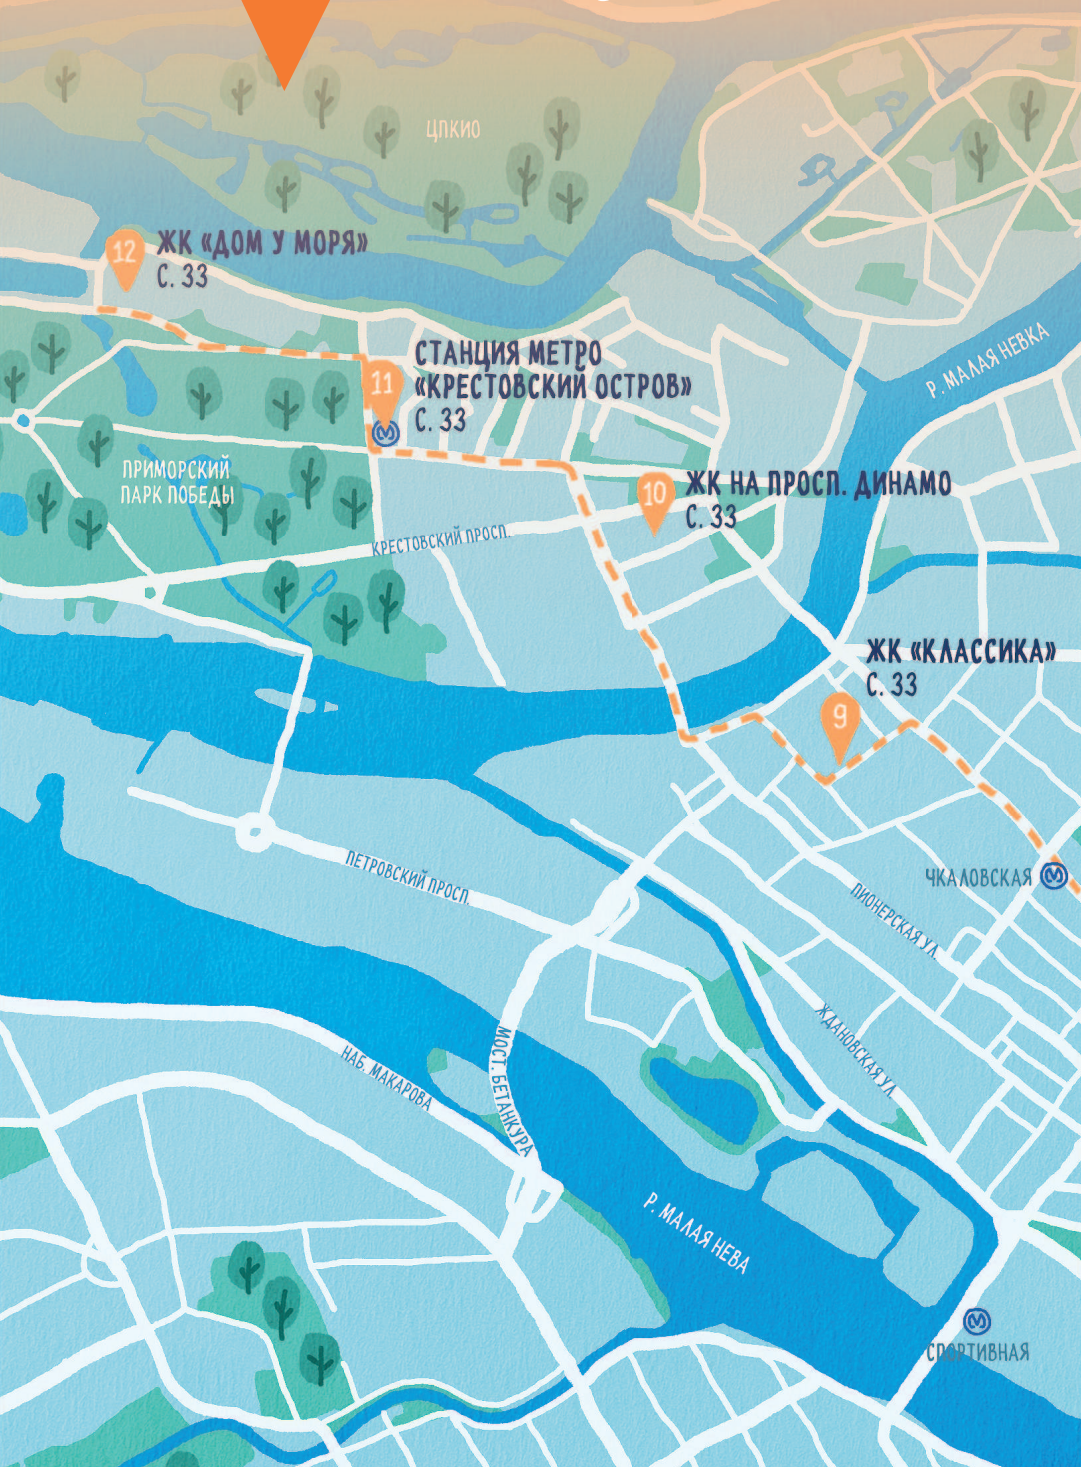 ЦПКИО
12
ЖК «ДОМ У МОРЯ»
С. 33
Р. МАЛАЯ НЕВКА
СТАНЦИЯ МЕТРО
«КРЕСТОВСКИЙ ОСТРОВ»
С. 33
11
М
ПРИМОРСКИЙ
ПАРК ПОБЕДЫ
10
ЖК НА ПРОСП. ДИНАМО
С. 33
КРЕСТОВСКИЙ ПРОСП.
ЖК «КЛАССИКА»
С. 33
9
ПЕТРОВСКИЙ ПРОСП.
ЧКАЛОВСКАЯ
М
ПИОНЕРСКАЯ УЛ.
ЖДАНОВСКАЯ УЛ.
НАБ. МАКАРОВА
МОСТ. БЕТАНКУРА
Р. МАЛАЯ НЕВА
М
СПОРТИВНАЯ